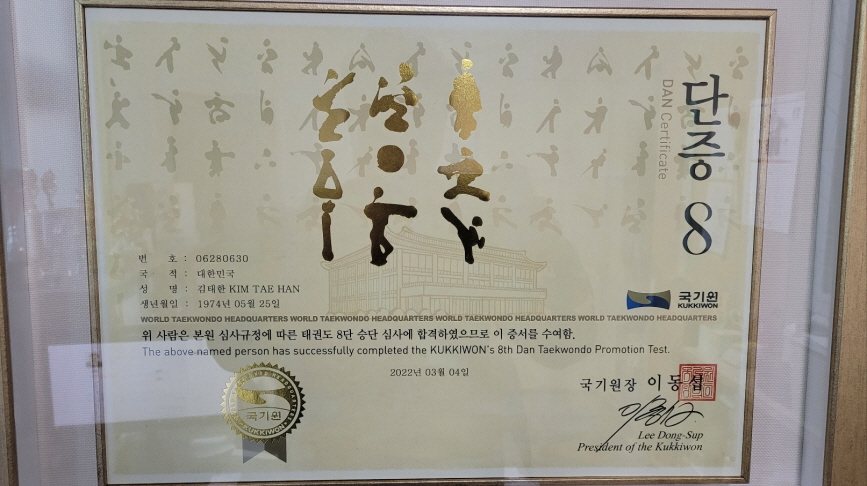 단증
DAN Certificate
8
번 호 : 06280630
국 적 : 대한민국
성 명 : 김태한 KIM TAE HAN
생년월일 : 1974년 05월 25일
국기원
KUKKIWON
WORLD TAEKWONDO HEADQUARTERS WORLD TAEKWONDO HEADQUARTERS WORLD TAEKWONDO HEADQUARTERS WORLD TAEKWONDO HEADQUARTERS
위 사람은 본원 심사규정에 따른 태권도 8단 승단 심사에 합격하였으므로 이 증서를 수여함.
The above named person has successfully completed the KUKKIWON's 8th Dan Taekwondo Promotion Test.
2022년 03월 04일
국기원장 이동섭
Lee Dong-Sup
President of the Kukkiwon
국기원
KUKKIWON